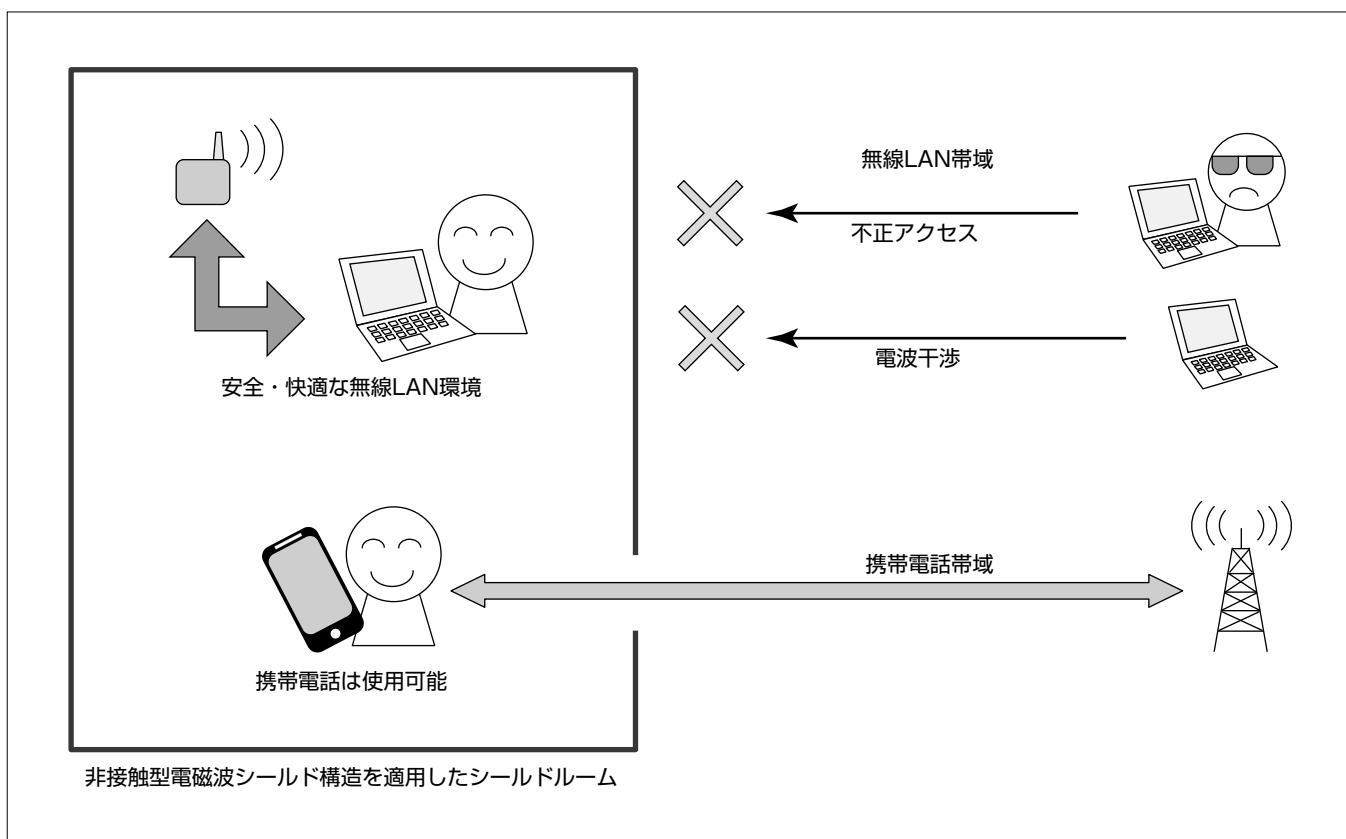 無線LAN帯域
不正アクセス
電波干渉
安全・快適な無線LAN環境
携帯電話帯域
携帯電話は使用可能
非接触型電磁波シールド構造を適用したシールドルーム